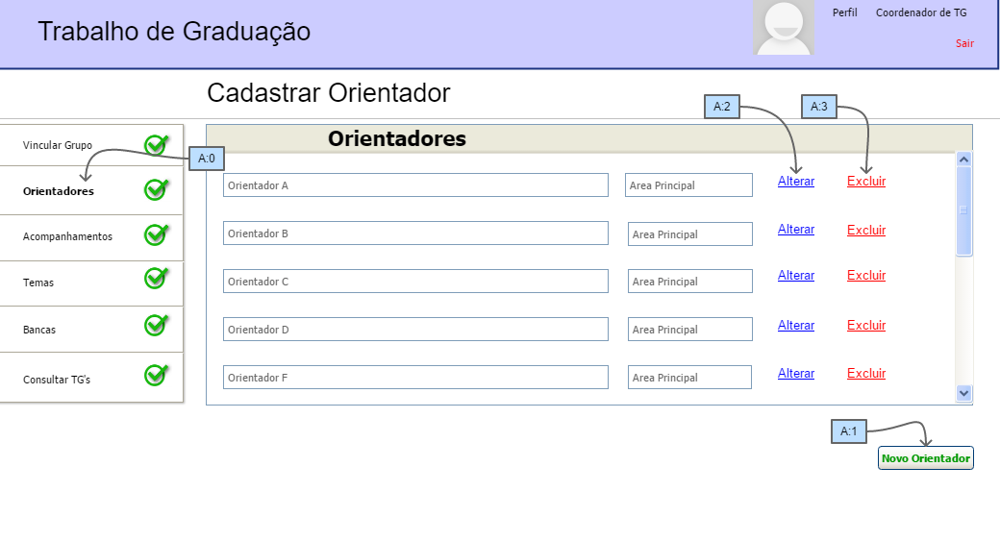 Trabalho de Graduação
Perfil Coordenador de TG
Sair
Cadastrar Orientador
A:2 A:3
Vincular Grupo
Orientadores
Acompanhamentos
Temas
Bancas
Consultar TG's
A:0
Orientadores
Orientador A Area Principal Alterar Excluir
Orientador B Area Principal Alterar Excluir
Orientador C Area Principal Alterar Excluir
Orientador D Area Principal Alterar Excluir
Orientador F Area Principal Alterar Excluir
A:1
Novo Orientador